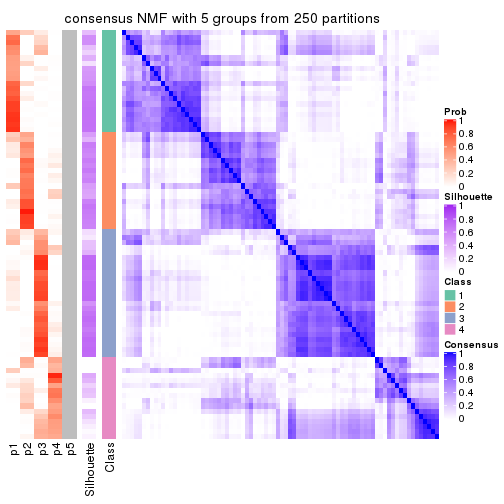 consensus NMF with 5 groups from 250 partitions
Prob
1
0.8
0.6
0.4
0.2
0
Silhouette
1
0.8
0.6
0.4
0.2
0
Class
1
2
3
4
Consensus
1
0.8
0.6
0.4
0.2
0
p1
p2
p3
p4
p5
Silhouette
Class